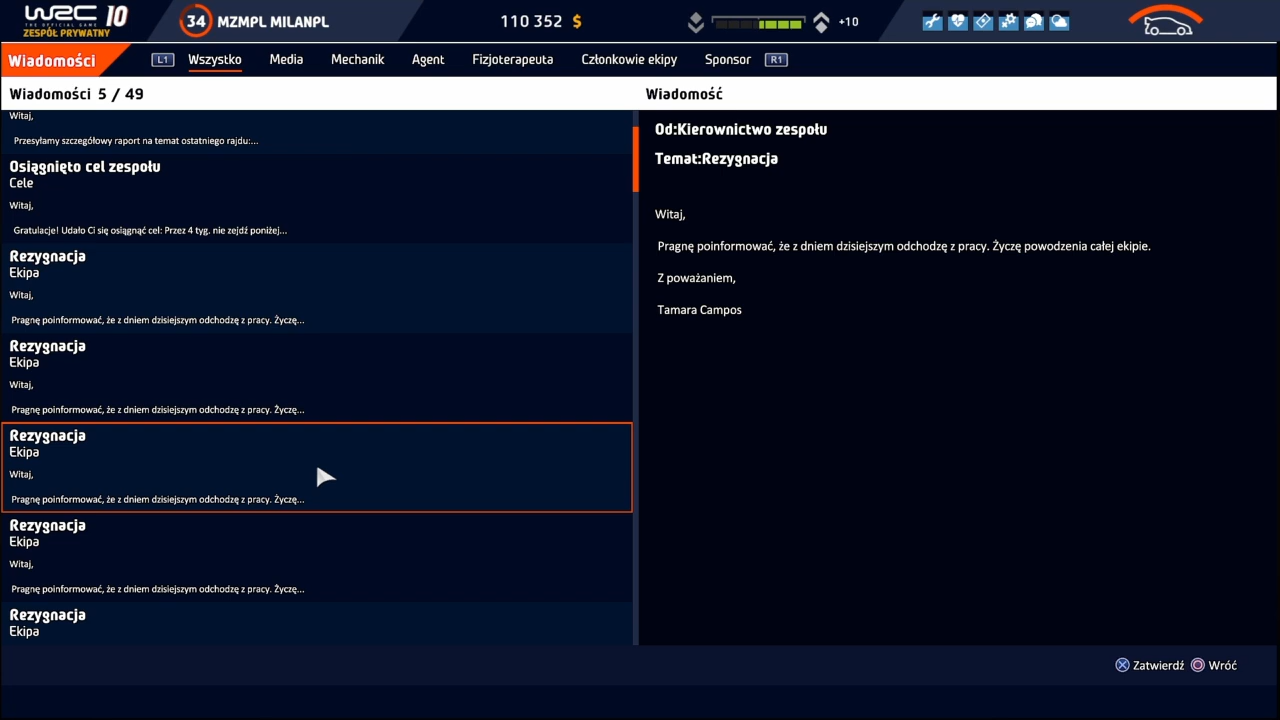 WRC 10
THE OFFICIAL GAME
ZESPÓŁ PRYWATNY
34 MZMPL MILANPL
110 352 $
+10
Wiadomości
L1 Wszystko Media Mechanik Agent Fizjoterapeuta Członkowie ekipy Sponsor R1
Wiadomości 5 / 49
Witaj,
Przesyłamy szczegółowy raport na temat ostatniego rajdu:...
Osiągnięto cel zespołu
Cele
Witaj,
Gratulacje! Udało Ci się osiągnąć cel: Przez 4 tyg. nie zejdź poniżej...
Rezygnacja
Ekipa
Witaj,
Pragnę poinformować, że z dniem dzisiejszym odchodzę z pracy. Życzę...
Rezygnacja
Ekipa
Witaj,
Pragnę poinformować, że z dniem dzisiejszym odchodzę z pracy. Życzę...
Rezygnacja
Ekipa
Witaj,
Pragnę poinformować, że z dniem dzisiejszym odchodzę z pracy. Życzę...
Rezygnacja
Ekipa
Witaj,
Pragnę poinformować, że z dniem dzisiejszym odchodzę z pracy. Życzę...
Rezygnacja
Ekipa
Wiadomość
Od:Kierownictwo zespołu
Temat:Rezygnacja
Witaj,
Pragnę poinformować, że z dniem dzisiejszym odchodzę z pracy. Życzę powodzenia całej ekipie.
Z poważaniem,
Tamara Campos
Zatwierdź Wróć